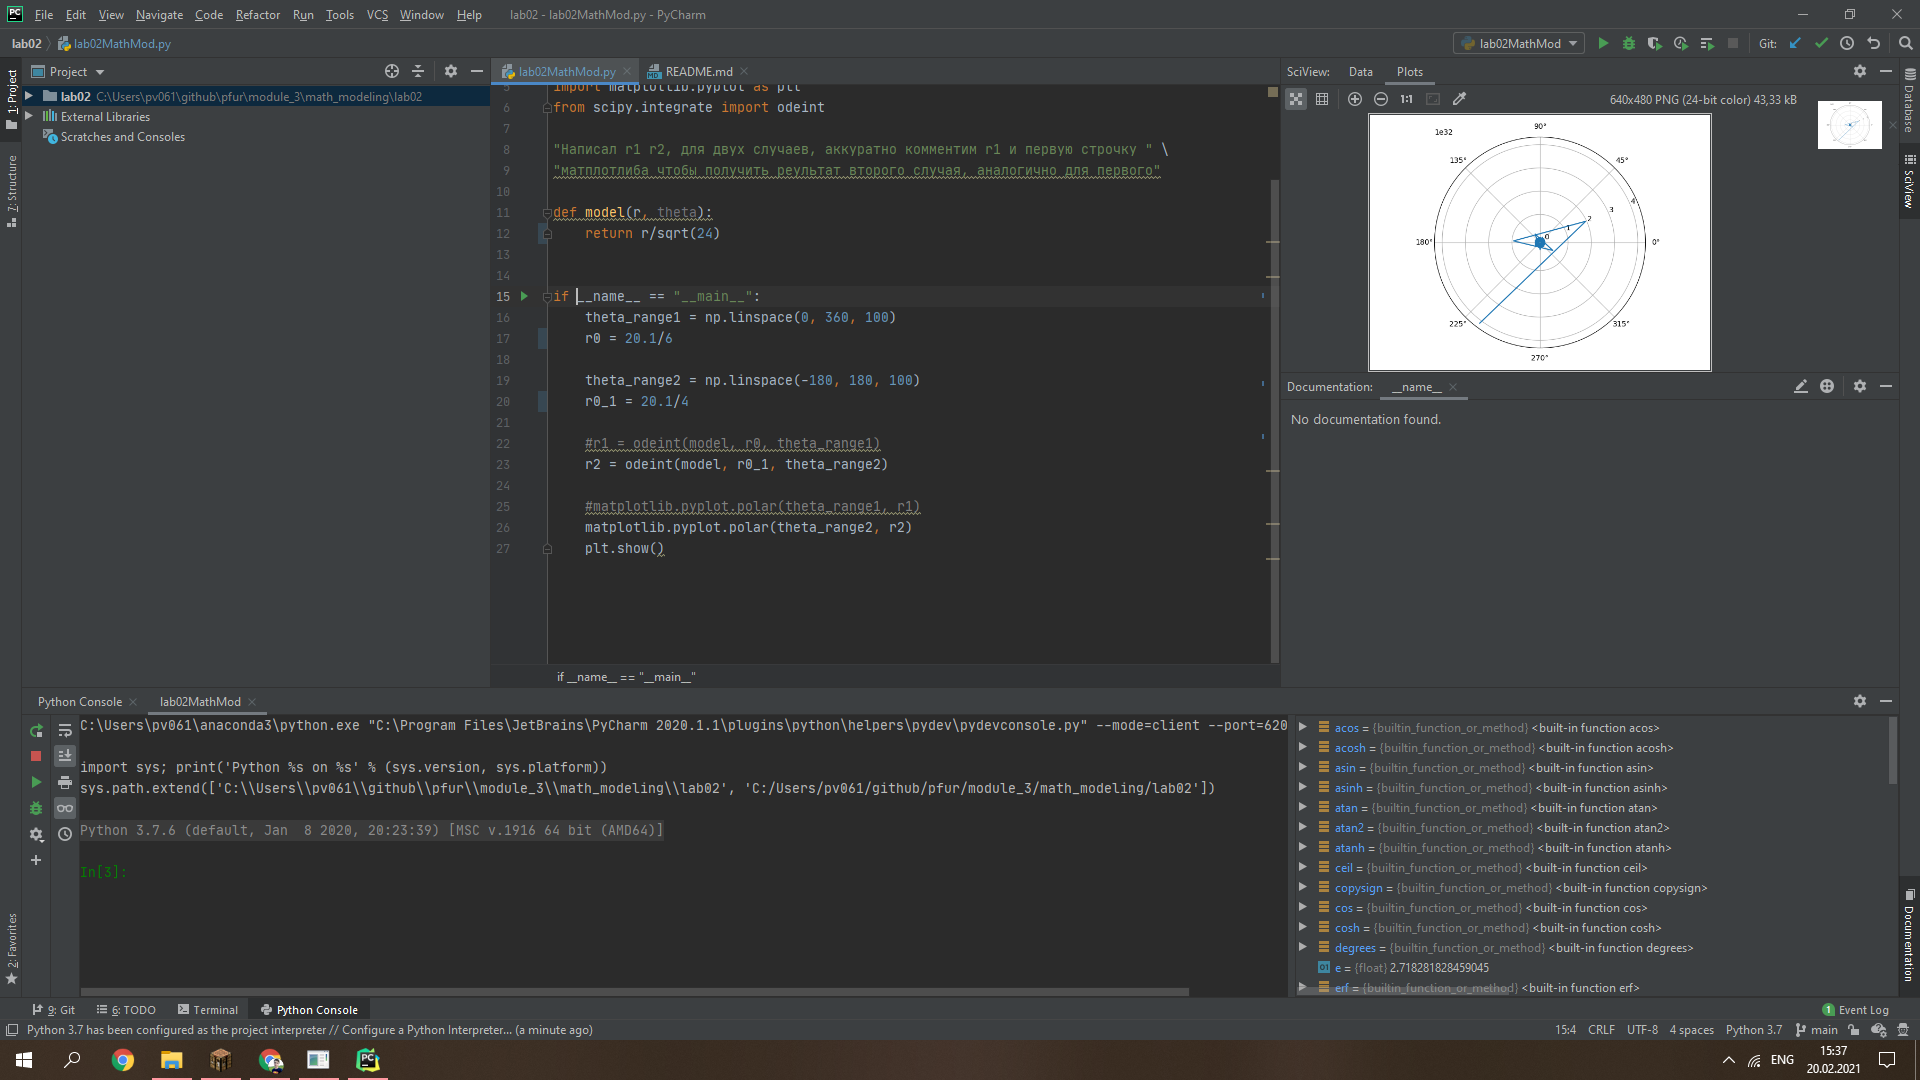 File Edit View Navigate Code Refactor Run Tools VCS Window Help lab02 - lab02MathMod.py - PyCharm
lab02 lab02MathMod.py
lab02MathMod Git:
Project
lab02MathMod.py README.md
SciView: Data Plots
lab02 C:\Users\pv061\github\pfur\module_3\math_modeling\lab02
External Libraries
Scratches and Consoles
1: Project
7: Structure
2: Favorites
5 import matplotlib.pyplot as plt
6 from scipy.integrate import odeint
7
8 "Написал r1 r2, для двух случаев, аккуратно комментим r1 и первую строчку " \
9 "матплотлиба чтобы получить реультат второго случая, аналогично для первого"
10
11 def model(r, theta):
12 return r/sqrt(24)
13
14
15 if __name__ == "__main__":
16 theta_range1 = np.linspace(0, 360, 100)
17 r0 = 20.1/6
18
19 theta_range2 = np.linspace(-180, 180, 100)
20 r0_1 = 20.1/4
21
22 #r1 = odeint(model, r0, theta_range1)
23 r2 = odeint(model, r0_1, theta_range2)
24
25 #matplotlib.pyplot.polar(theta_range1, r1)
26 matplotlib.pyplot.polar(theta_range2, r2)
27 plt.show()
if __name__ == "__main__"
1:1 640x480 PNG (24-bit color) 43,33 kB
1e32
90°
135° 45°
4
3
2
1
0
180° 0°
225° 315°
270°
Documentation: __name__
No documentation found.
Database
SciView
Documentation
Python Console lab02MathMod
C:\Users\pv061\anaconda3\python.exe "C:\Program Files\JetBrains\PyCharm 2020.1.1\plugins\python\helpers\pydev\pydevconsole.py" --mode=client --port=620
import sys; print('Python %s on %s' % (sys.version, sys.platform))
sys.path.extend(['C:\\Users\\pv061\\github\\pfur\\module_3\\math_modeling\\lab02', 'C:/Users/pv061/github/pfur/module_3/math_modeling/lab02'])
Python 3.7.6 (default, Jan  8 2020, 20:23:39) [MSC v.1916 64 bit (AMD64)]
In[3]:
acos = {builtin_function_or_method} <built-in function acos>
acosh = {builtin_function_or_method} <built-in function acosh>
asin = {builtin_function_or_method} <built-in function asin>
asinh = {builtin_function_or_method} <built-in function asinh>
atan = {builtin_function_or_method} <built-in function atan>
atan2 = {builtin_function_or_method} <built-in function atan2>
atanh = {builtin_function_or_method} <built-in function atanh>
ceil = {builtin_function_or_method} <built-in function ceil>
copysign = {builtin_function_or_method} <built-in function copysign>
cos = {builtin_function_or_method} <built-in function cos>
cosh = {builtin_function_or_method} <built-in function cosh>
degrees = {builtin_function_or_method} <built-in function degrees>
01 e = {float} 2.718281828459045
erf = {builtin_function_or_method} <built-in function erf>
9: Git 6: TODO Terminal Python Console 1 Event Log
Python 3.7 has been configured as the project interpreter // Configure a Python Interpreter... (a minute ago) 15:4 CRLF UTF-8 4 spaces Python 3.7 main
ENG 15:37
20.02.2021